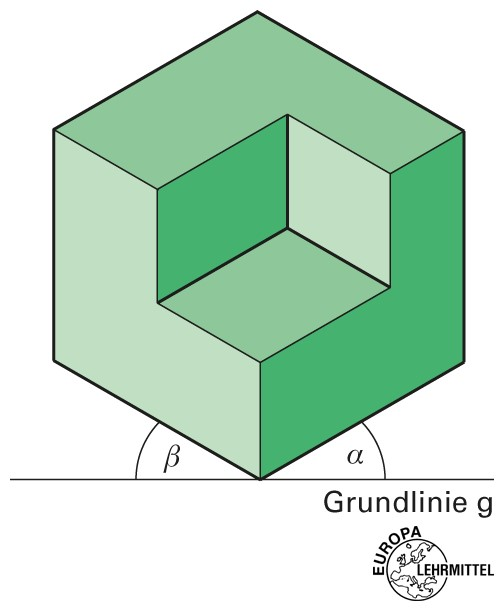 β
α
Grundlinie g
EUROPA
LEHRMITTEL